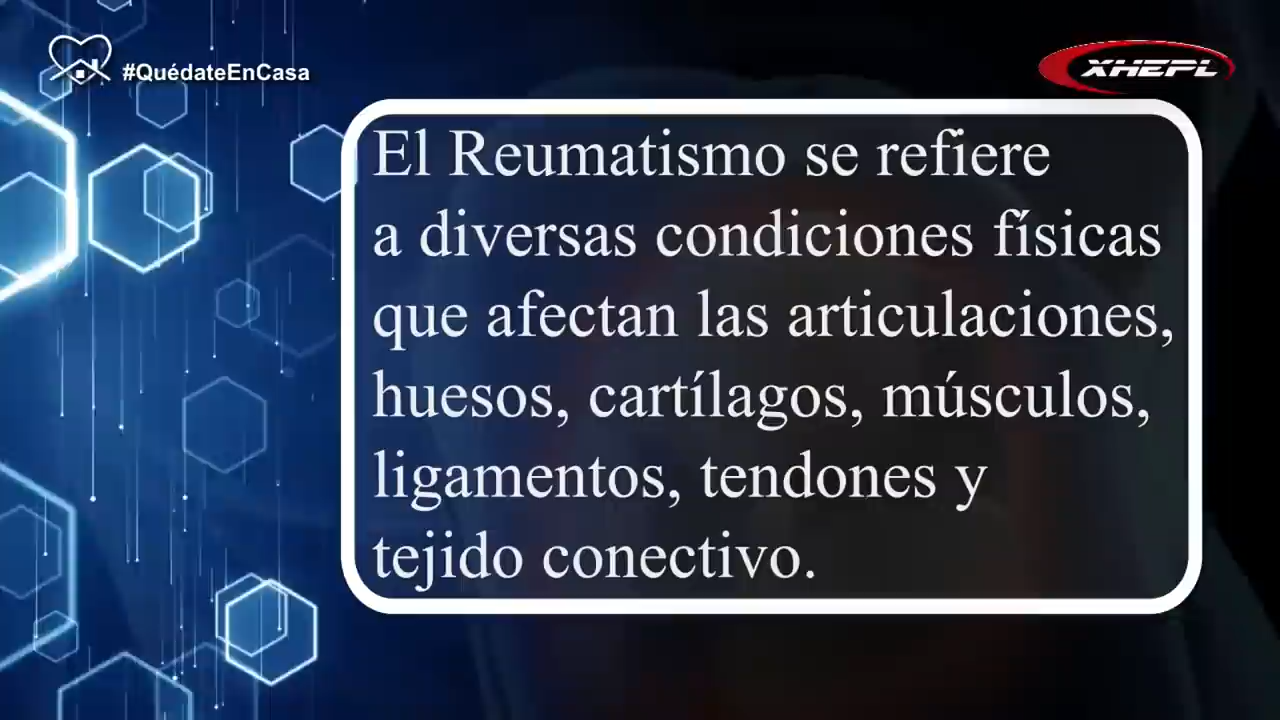 #QuédateEnCasa
XHEPL
El Reumatismo se refiere
a diversas condiciones físicas
que afectan las articulaciones,
huesos, cartílagos, músculos,
ligamentos, tendones y
tejido conectivo.